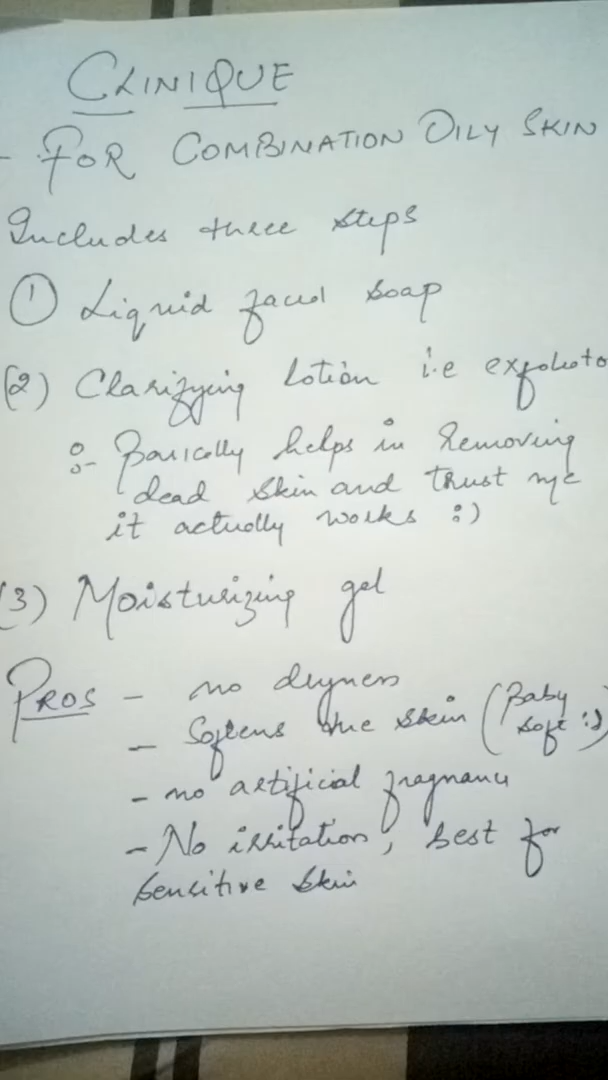 CLINIQUE
- FOR COMBINATION OILY SKIN
Includes three steps
① Liquid facial soap
(2) Clarifying lotion i.e exfoliato
:- Basically helps in removing
dead skin and trust me
it actually works :)
(3) Moisturizing gel
PROS - no dryness
- Softens the skin (Baby
soft :)
- no artificial fragnance
- No irritation, best for
sensitive skin